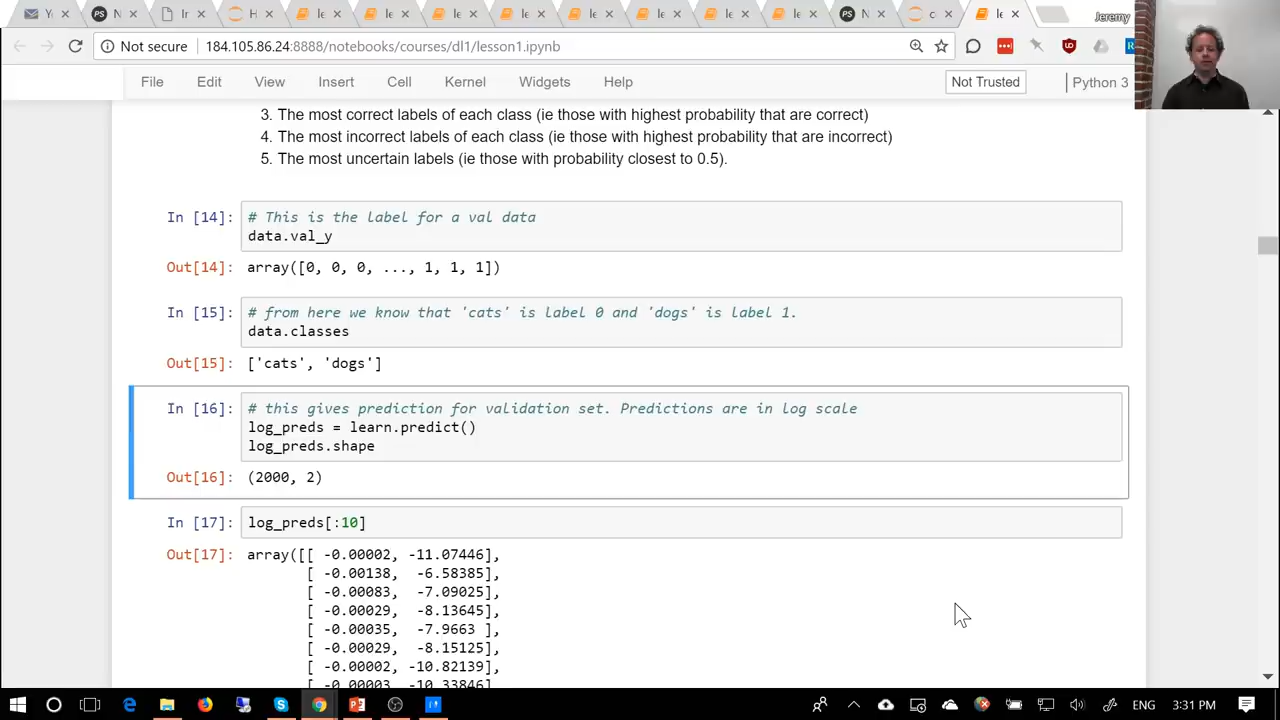 Jeremy
Not secure
184.105.86.24:8888/notebooks/courses/dl1/lesson1.ipynb
File Edit View Insert Cell Kernel Widgets Help
Not Trusted
Python 3
3. The most correct labels of each class (ie those with highest probability that are correct)
4. The most incorrect labels of each class (ie those with highest probability that are incorrect)
5. The most uncertain labels (ie those with probability closest to 0.5).
In [14]: # This is the label for a val data
data.val_y
Out[14]: array([0, 0, 0, ..., 1, 1, 1])
In [15]: # from here we know that 'cats' is label 0 and 'dogs' is label 1.
data.classes
Out[15]: ['cats', 'dogs']
In [16]: # this gives prediction for validation set. Predictions are in log scale
log_preds = learn.predict()
log_preds.shape
Out[16]: (2000, 2)
In [17]: log_preds[:10]
Out[17]: array([[ -0.00002, -11.07446],
[ -0.00138, -6.58385],
[ -0.00083, -7.09025],
[ -0.00029, -8.13645],
[ -0.00035, -7.9663 ],
[ -0.00029, -8.15125],
[ -0.00002, -10.82139],
[ -0.00003, -10.33846]
ENG 3:31 PM